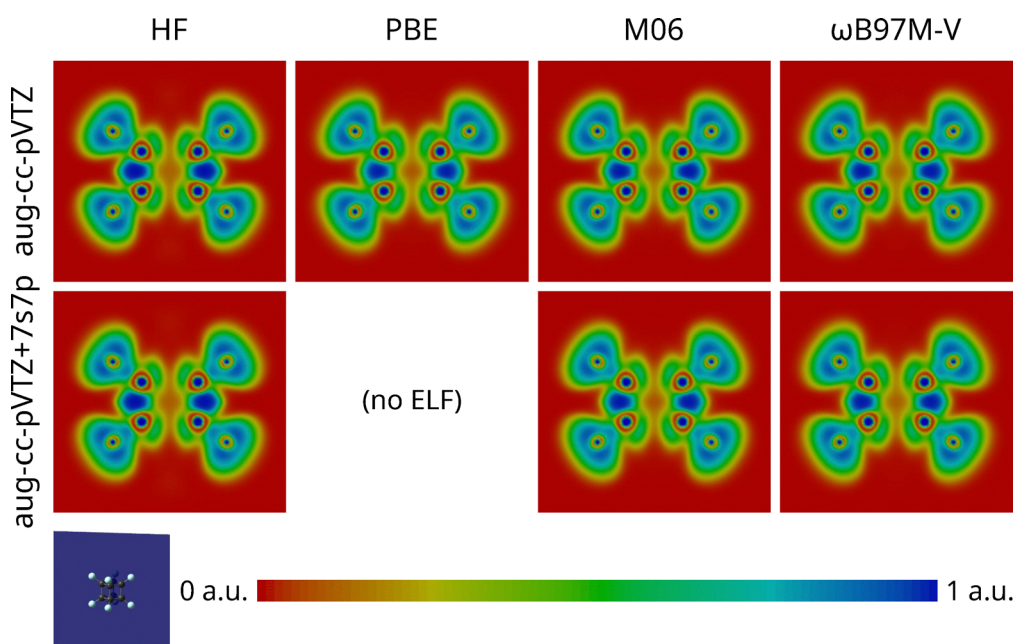 HF PBE M06 ωB97M-V
aug-cc-pVTZ
aug-cc-pVTZ+7s7p
(no ELF)
0 a.u. 1 a.u.